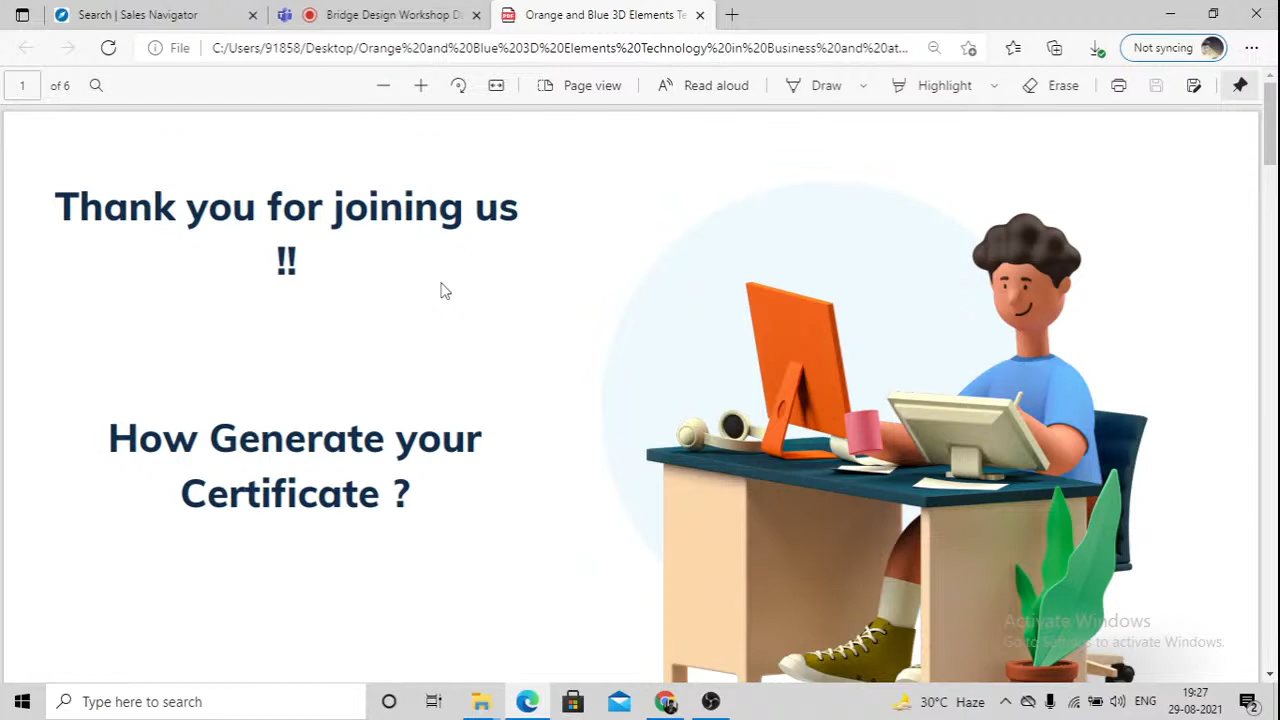 Search | Sales Navigator
Bridge Design Workshop D
Orange and Blue 3D Elements Te
File
C:/Users/91858/Desktop/Orange%20and%20Blue%203D%20Elements%20Technology%20in%20Business%20and%20at...
Not syncing
1 of 6
Page view
Read aloud
Draw
Highlight
Erase
Thank you for joining us
!!
How Generate your
Certificate ?
Activate Windows
Go to Settings to activate Windows.
Type here to search
30°C Haze
ENG
19:27
29-08-2021
2